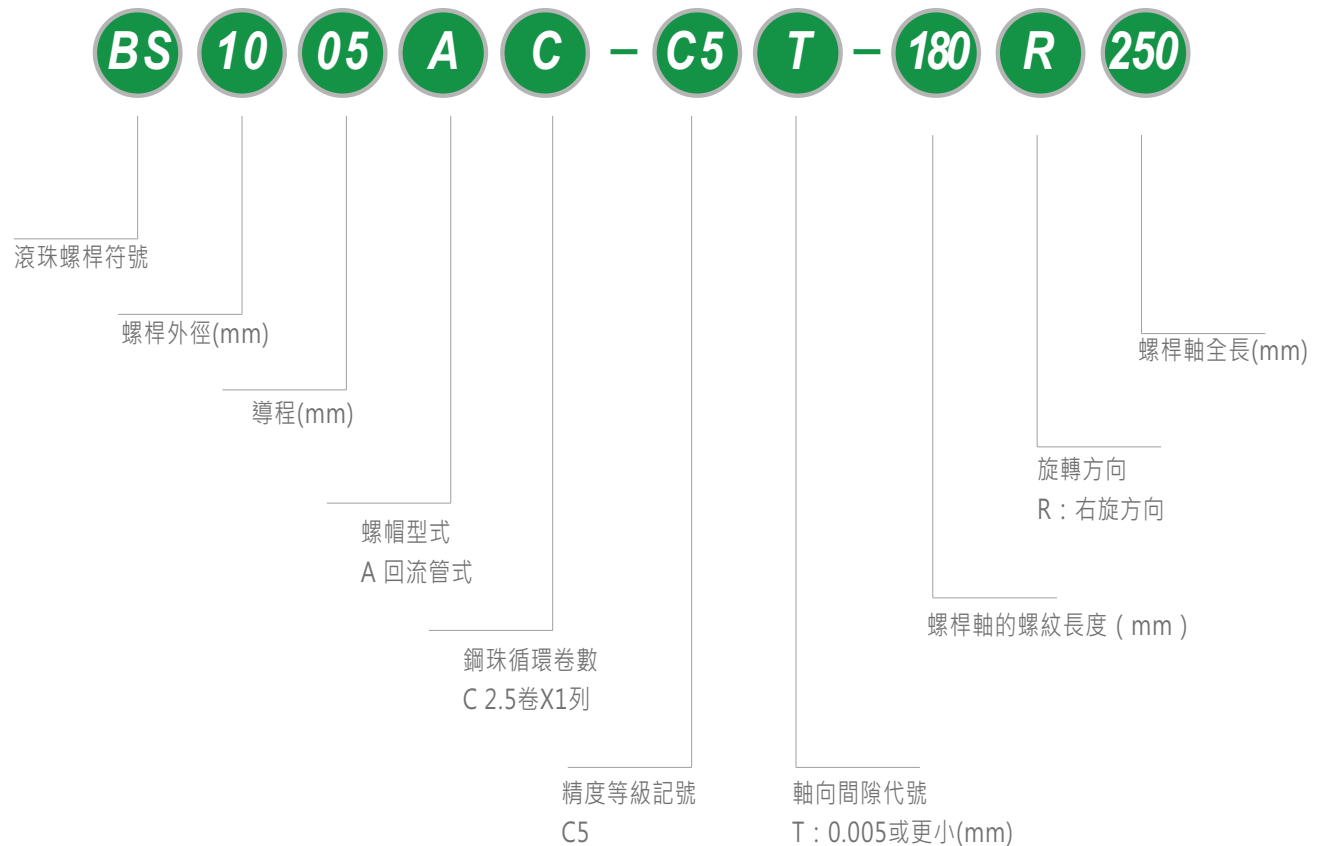 BS 10 05 A C - C5 T - 180 R 250
滾珠螺桿符號
螺桿外徑(mm)
螺桿軸全長(mm)
導程(mm)
旋轉方向
R：右旋方向
螺帽型式
A 回流管式
螺桿軸的螺紋長度 ( mm )
鋼珠循環卷數
C 2.5卷X1列
精度等級記號
C5
軸向間隙代號
T：0.005或更小(mm)